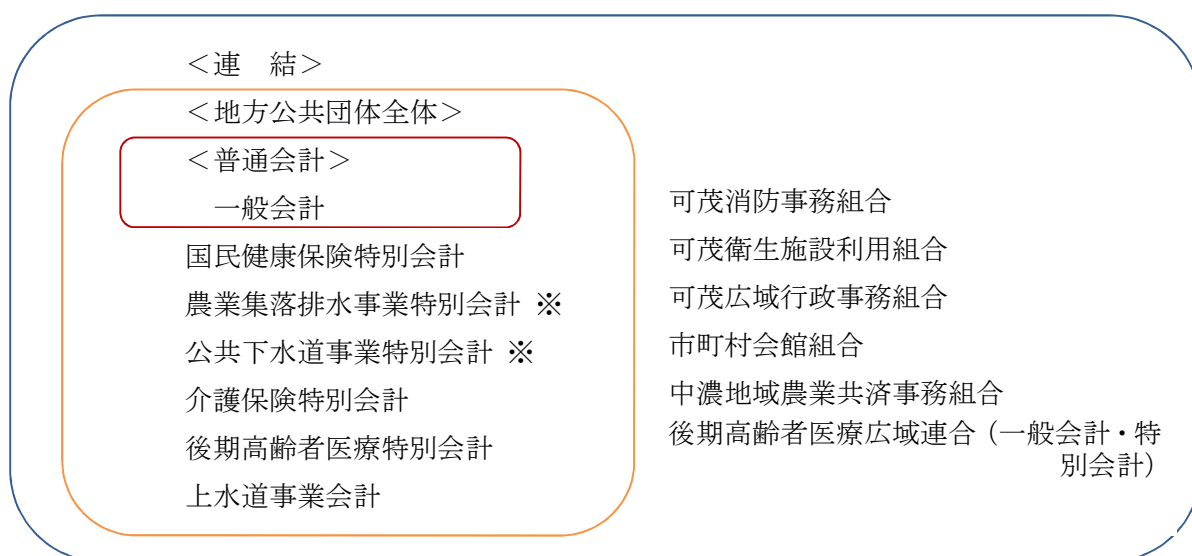 ＜連　結＞
＜地方公共団体全体＞
＜普通会計＞
一般会計
国民健康保険特別会計
農業集落排水事業特別会計 ※
公共下水道事業特別会計 ※
介護保険特別会計
後期高齢者医療特別会計
上水道事業会計
可茂消防事務組合
可茂衛生施設利用組合
可茂広域行政事務組合
市町村会館組合
中濃地域農業共済事務組合
後期高齢者医療広域連合（一般会計・特
別会計）